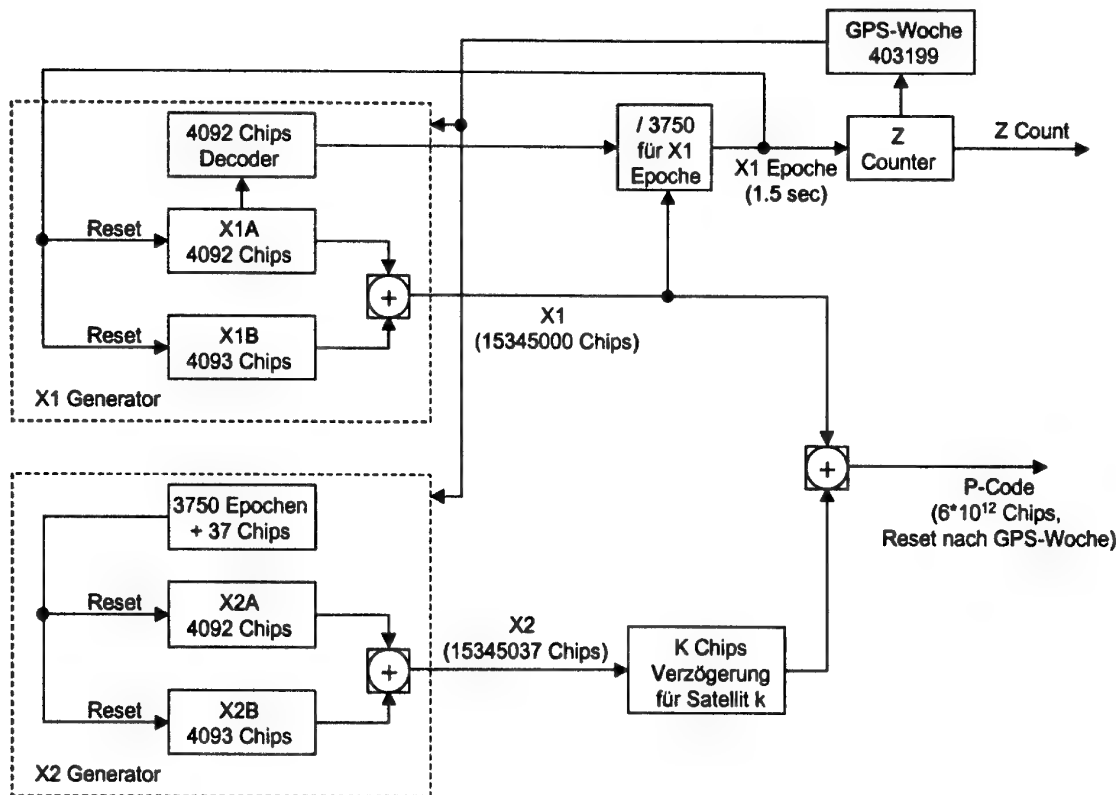 GPS-Woche
403199
4092 Chips
Decoder
/ 3750
für X1
Epoche
X1 Epoche
(1.5 sec)
Z
Counter
Z Count
Reset
X1A
4092 Chips
+
X1
(15345000 Chips)
Reset
X1B
4093 Chips
X1 Generator
+
P-Code
(6*10¹² Chips,
Reset nach GPS-Woche)
3750 Epochen
+ 37 Chips
Reset
X2A
4092 Chips
+
X2
(15345037 Chips)
K Chips
Verzögerung
für Satellit k
Reset
X2B
4093 Chips
X2 Generator